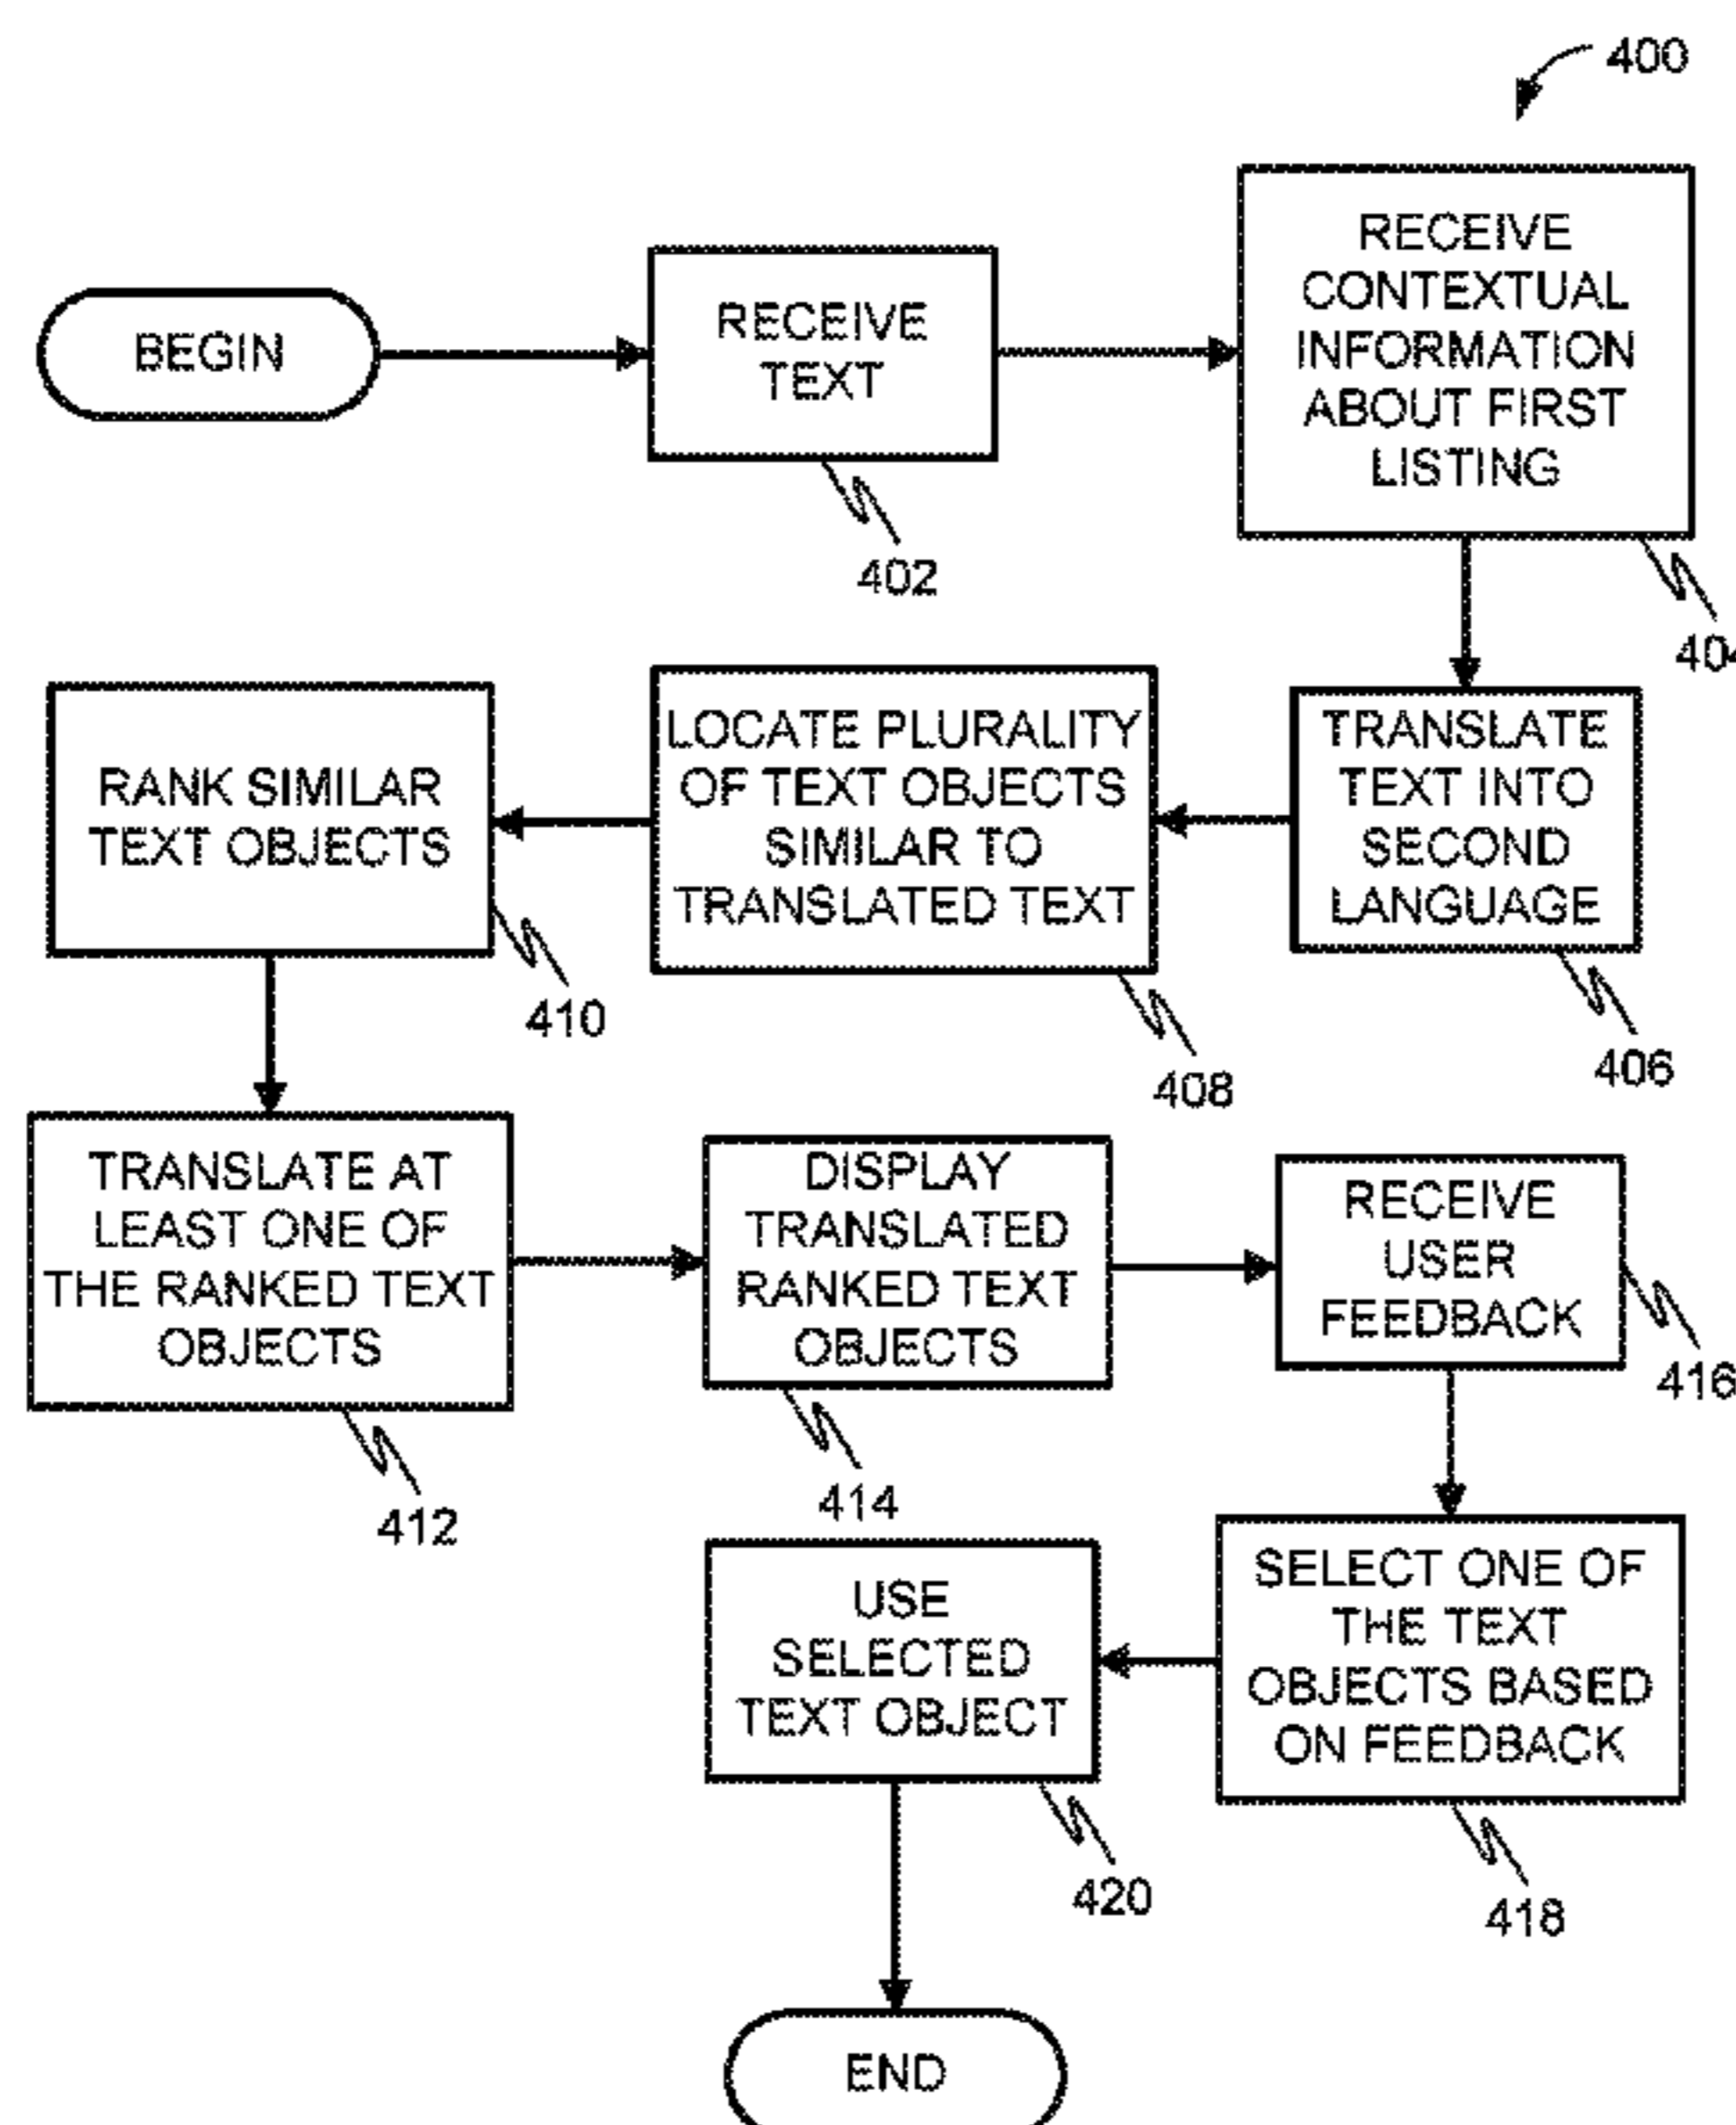 400
BEGIN
RECEIVE
TEXT
402
RECEIVE
CONTEXTUAL
INFORMATION
ABOUT FIRST
LISTING
404
TRANSLATE
TEXT INTO
SECOND
LANGUAGE
406
LOCATE PLURALITY
OF TEXT OBJECTS
SIMILAR TO
TRANSLATED TEXT
408
RANK SIMILAR
TEXT OBJECTS
410
TRANSLATE AT
LEAST ONE OF
THE RANKED TEXT
OBJECTS
412
DISPLAY
TRANSLATED
RANKED TEXT
OBJECTS
414
RECEIVE
USER
FEEDBACK
416
SELECT ONE OF
THE TEXT
OBJECTS BASED
ON FEEDBACK
418
USE
SELECTED
TEXT OBJECT
420
END